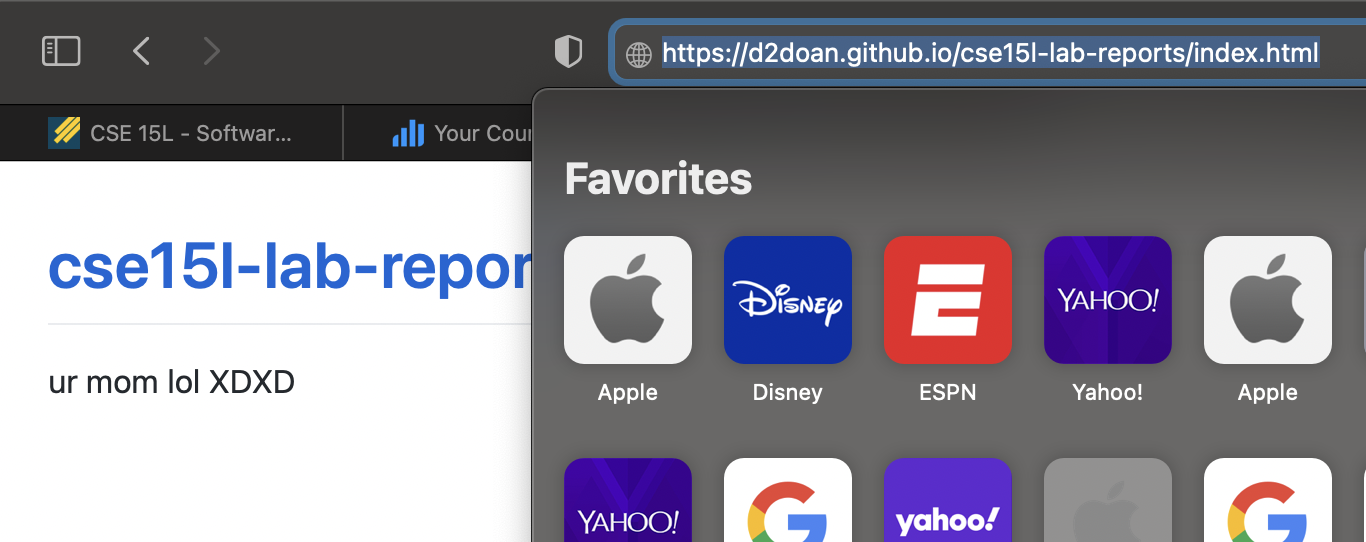 https://d2doan.github.io/cse15l-lab-reports/index.html
CSE 15L - Softwar...
Your Cour
Favorites
cse15l-lab-repor
Disney
E
YAHOO!
Apple
Disney
ESPN
Yahoo!
Apple
ur mom lol XDXD
YAHOO!
G
yahoo!
G